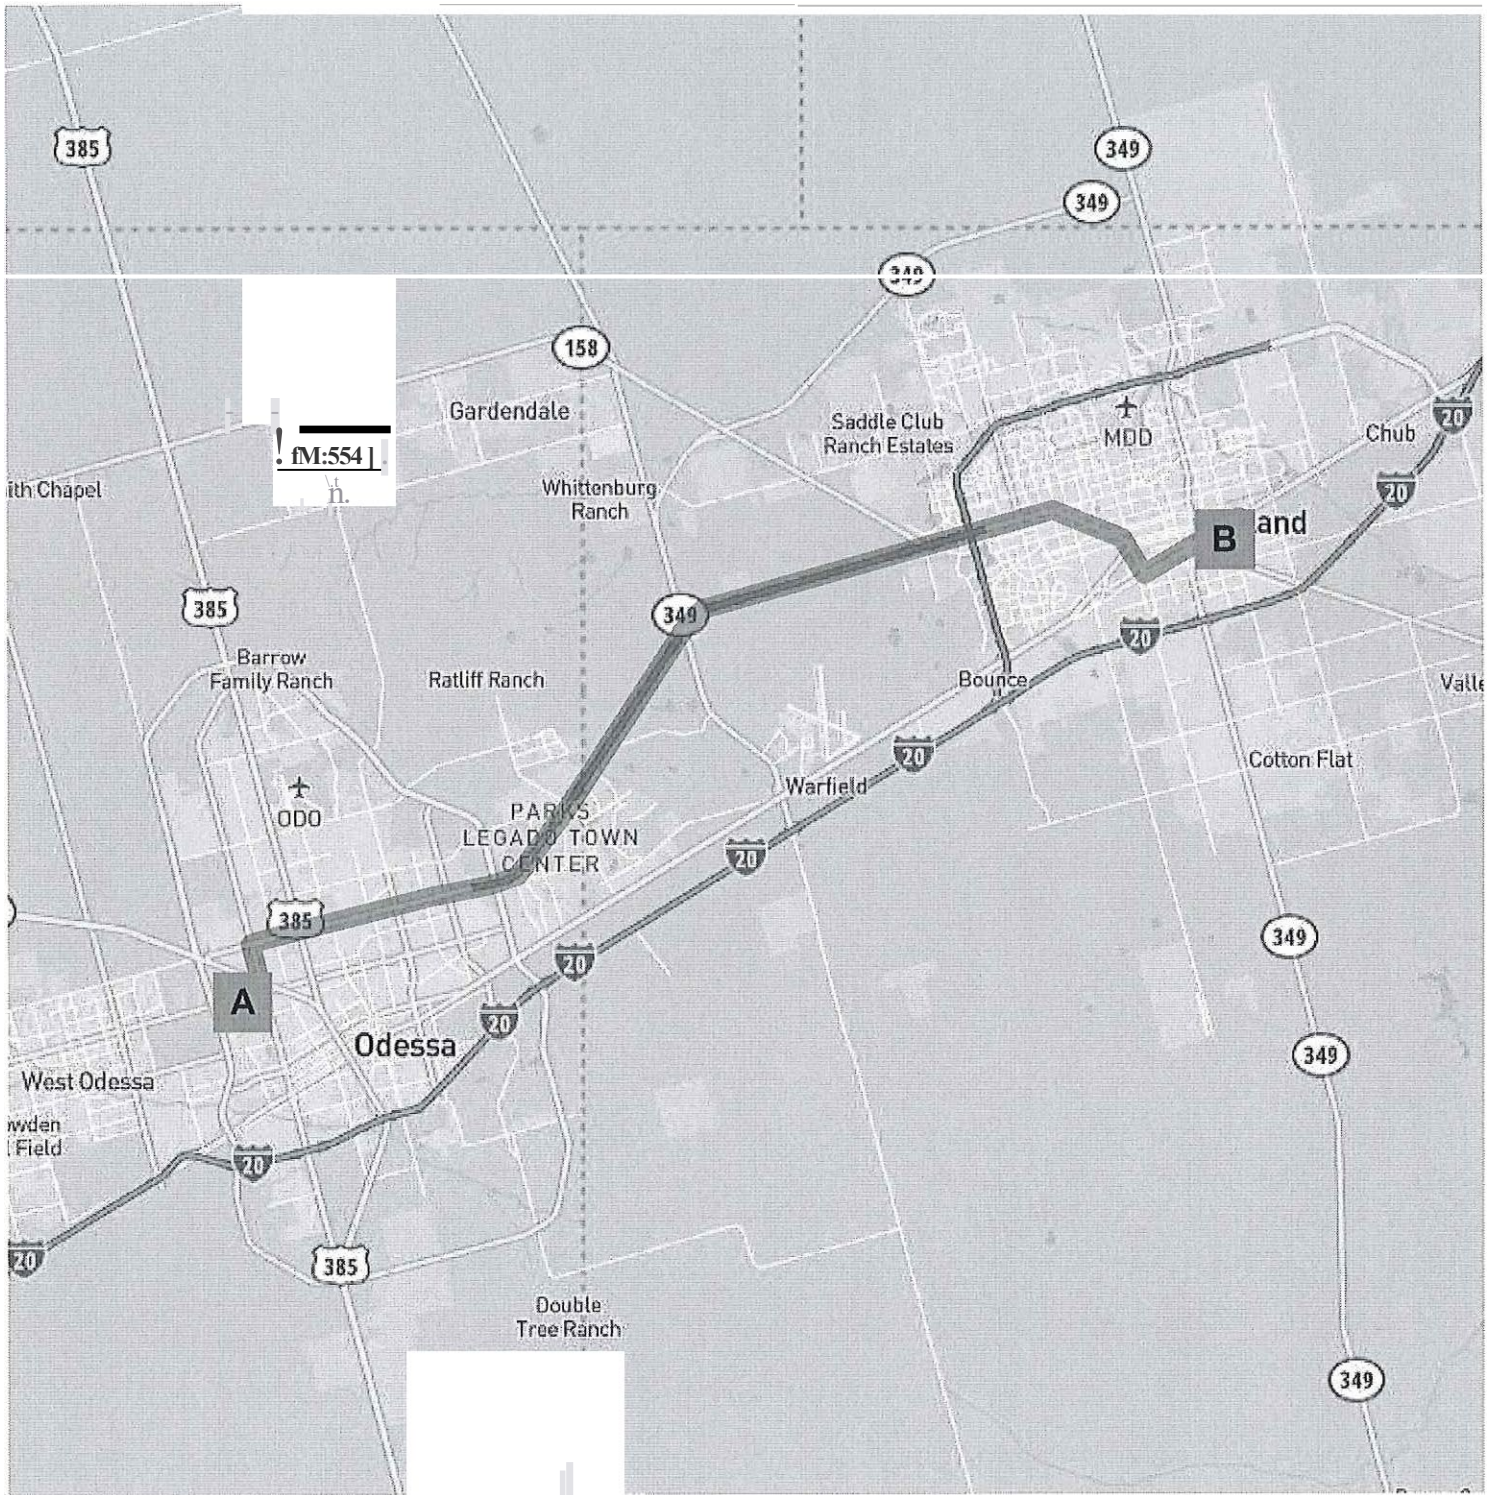 385
349
349
349
158
Gardendale
Saddle Club
Ranch Estates
MDD
Chub
20
! fM:554 ]
n.
ith Chapel
Whittenburg
Ranch
20
B
and
385
349
20
Barrow
Family Ranch
Ratliff Ranch
Bounce
Valle
20
Cotton Flat
Warfield
ODO
PARKS
LEGADO TOWN
CENTER
20
385
349
20
A
20
Odessa
349
West Odessa
owden
Field
20
20
385
Double
Tree Ranch
349